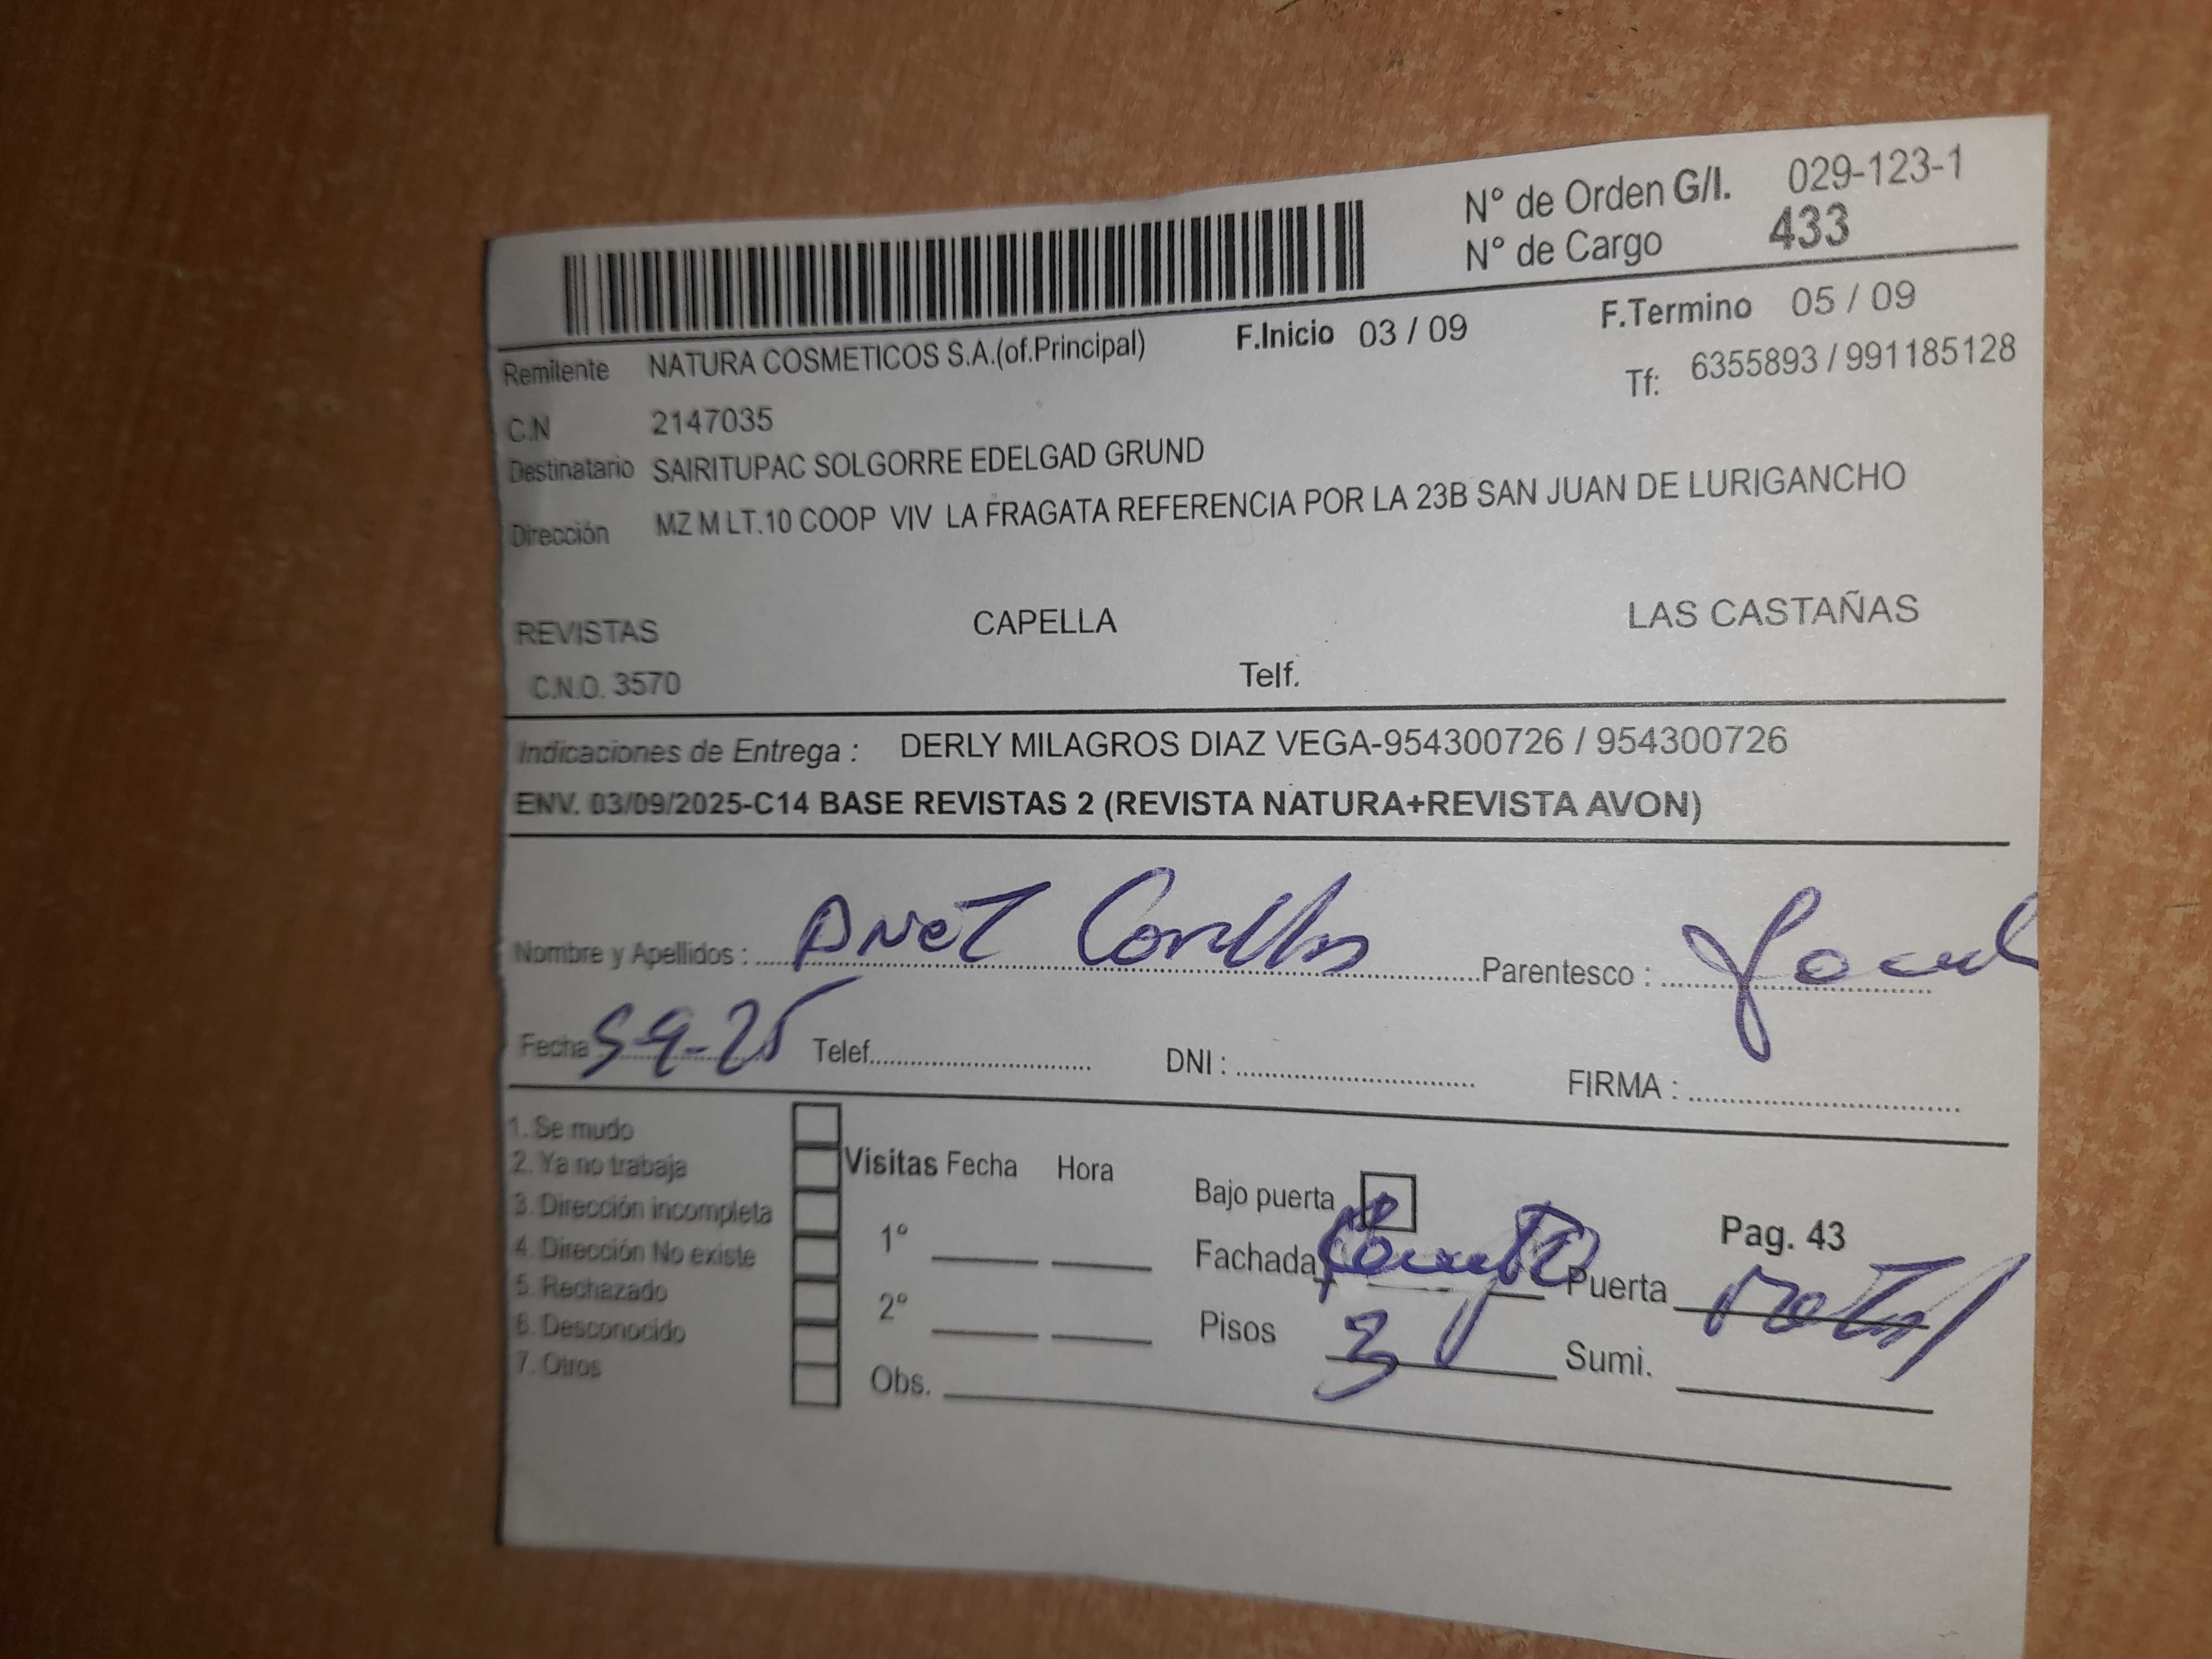 N° de Orden G/I. 029-123-1
N° de Cargo 433
Remitente NATURA COSMETICOS S.A.(of.Principal) F.Inicio 03 / 09 F.Termino 05 / 09
Tf: 6355893 / 991185128
C.N 2147035
Destinatario SAIRITUPAC SOLGORRE EDELGAD GRUND
Dirección MZ M LT.10 COOP VIV LA FRAGATA REFERENCIA POR LA 23B SAN JUAN DE LURIGANCHO
REVISTAS CAPELLA LAS CASTAÑAS
C.N.O. 3570 Telf.
Indicaciones de Entrega : DERLY MILAGROS DIAZ VEGA-954300726 / 954300726
ENV. 03/09/2025-C14 BASE REVISTAS 2 (REVISTA NATURA+REVISTA AVON)
Nombre y Apellidos : Parentesco :
Fecha 5-9-25 Telef. DNI : FIRMA :
1. Se mudo
2. Ya no trabaja Visitas Fecha Hora
3. Dirección incompleta Bajo puerta
4. Dirección No existe 1° Fachada Pag. 43
5. Rechazado Puerta
6. Desconocido 2° Pisos 3 Sumi.
7. Otros Obs.